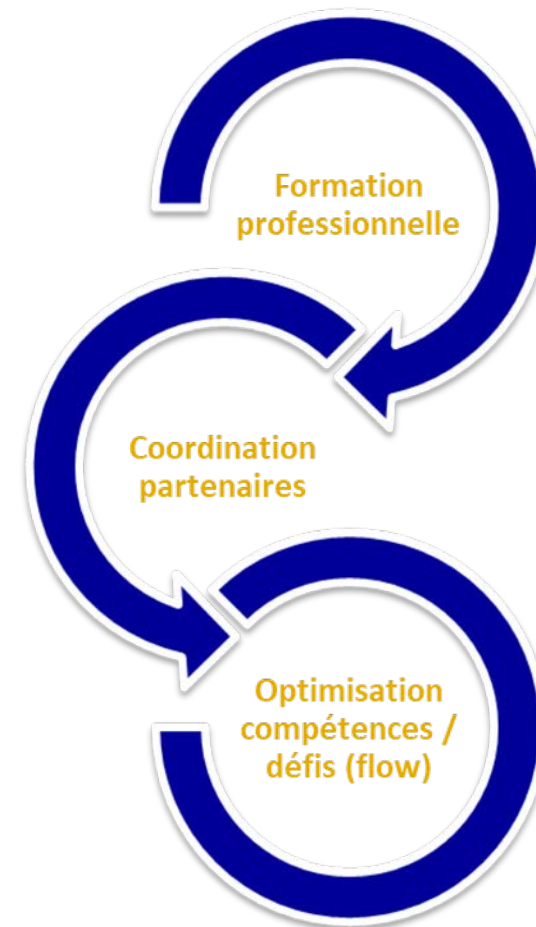 Formation
professionnelle
Coordination
partenaires
Optimisation
compétences /
défis (flow)